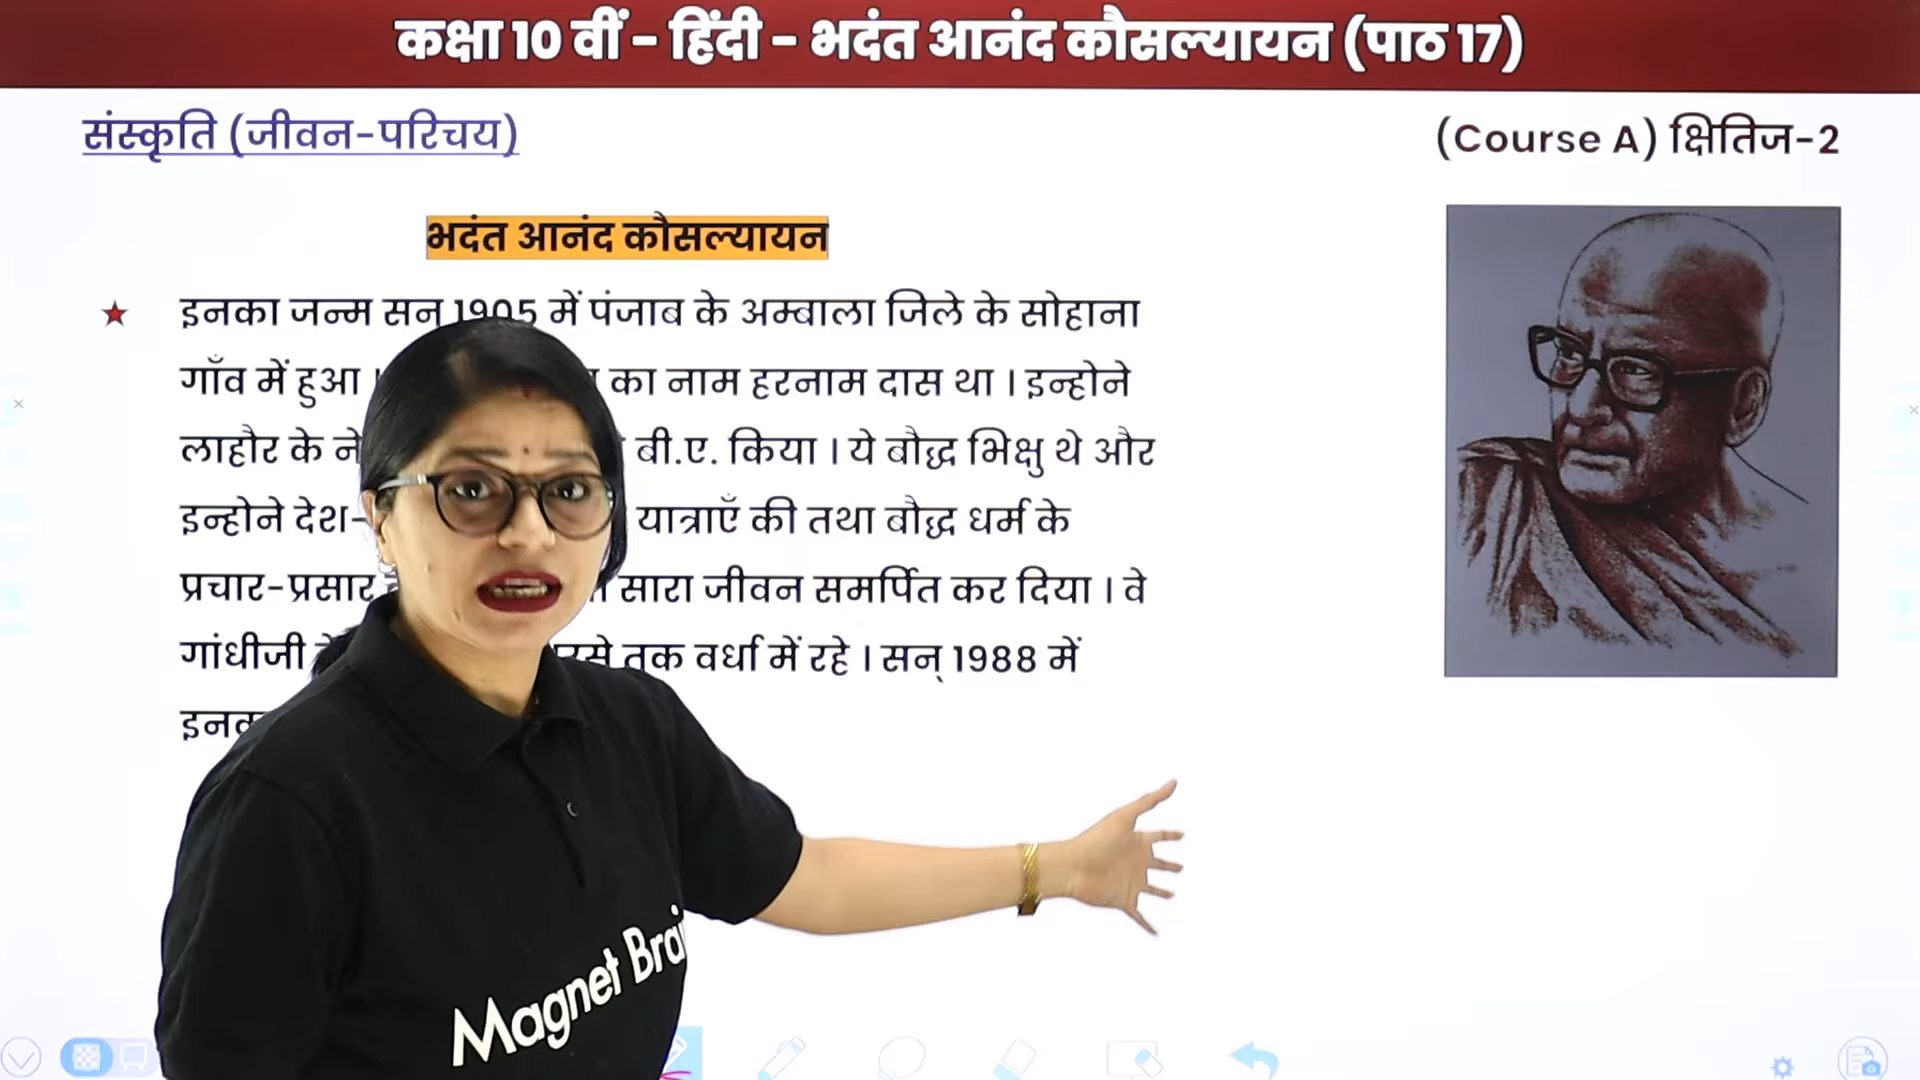 कक्षा 10 वीं - हिंदी - भदंत आनंद कौसल्यायन (पाठ 17)
संस्कृति (जीवन-परिचय)
(Course A) क्षितिज-2
भदंत आनंद कौसल्यायन
इनका जन्म सन् 1905 में पंजाब के अम्बाला जिले के सोहाना
गाँव में हुआ । का नाम हरनाम दास था । इन्होने
लाहौर के बी.ए. किया । ये बौद्ध भिक्षु थे और
इन्होने देश- यात्राएँ की तथा बौद्ध धर्म के
प्रचार-प्रसार सारा जीवन समर्पित कर दिया । वे
गांधीजी तक वर्धा में रहे । सन् 1988 में
Magnet Brai